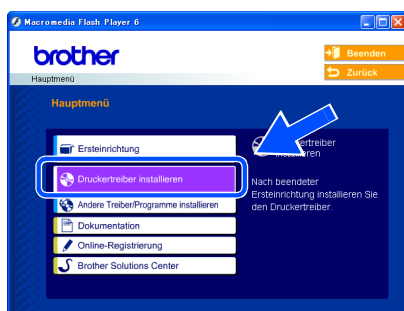 Macromedia Flash Player 6
brother
Beenden
Zurück
Hauptmenü
Hauptmenü
Ersteinrichtung
Druckertreiber installieren
Andere Treiber/Programme installieren
Dokumentation
Online-Registrierung
Brother Solutions Center
Nach beendeter
Ersteinrichtung installieren Sie
den Druckertreiber.